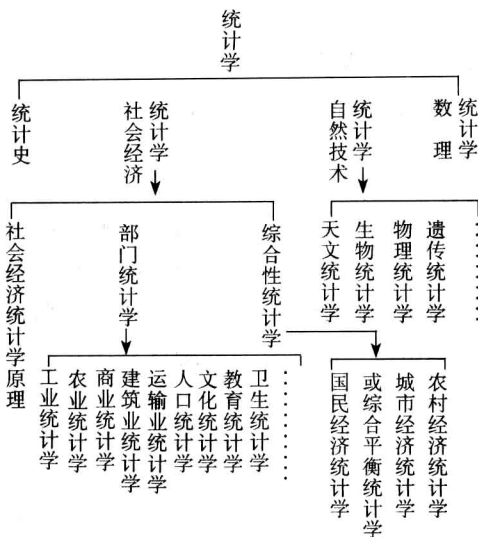 统计学
统计史
社会经济
统计学
自然技术
统计学
数理
统计学
社会经济统计学原理
部门统计学
综合性统计学
天文统计学
生物统计学
物理统计学
遗传统计学
………
工业统计学
农业统计学
商业统计学
建筑业统计学
运输业统计学
人口统计学
文化统计学
教育统计学
卫生统计学
…………
国民经济统计学
或综合平衡统计学
城市经济统计学
农村经济统计学